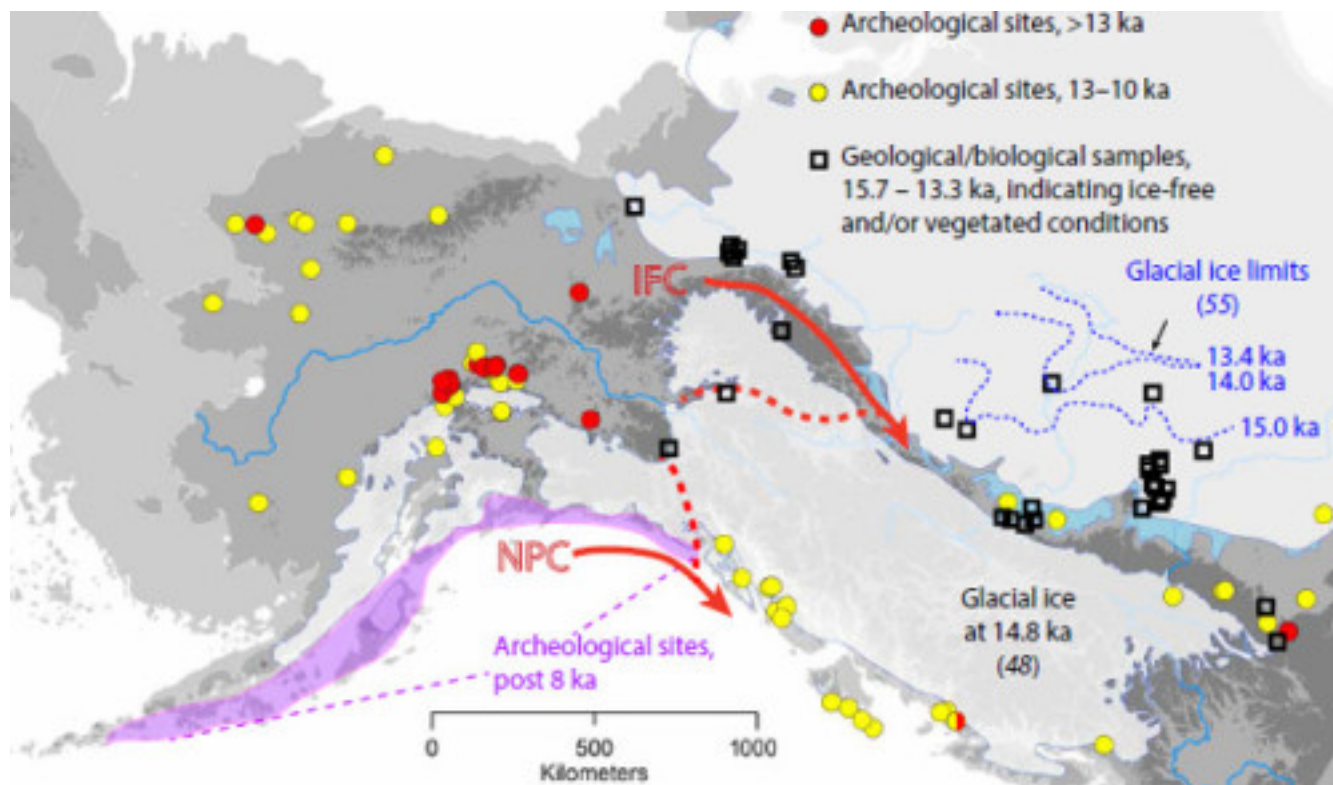 Archeological sites, >13 ka
Archeological sites, 13–10 ka
Geological/biological samples,
15.7 – 13.3 ka, indicating ice-free
and/or vegetated conditions
IFC
Glacial ice limits
(55)
13.4 ka
14.0 ka
15.0 ka
NPC
Glacial ice
at 14.8 ka
(48)
Archeological sites,
post 8 ka
0 500 1000
Kilometers